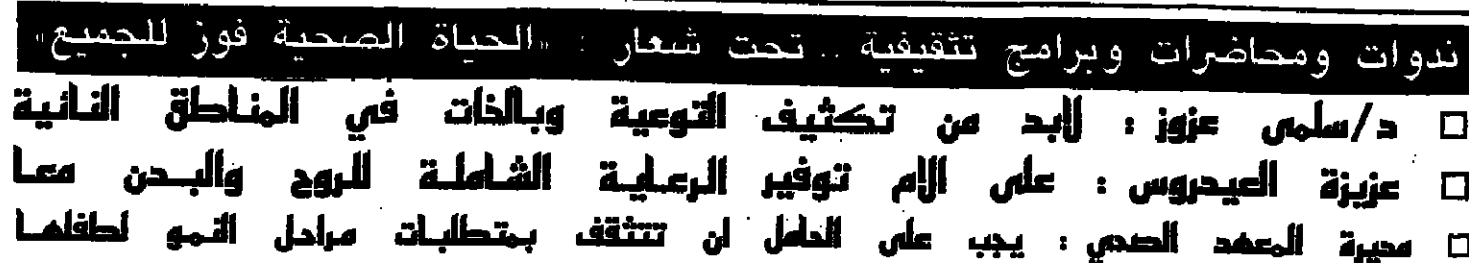 ندوات ومحاضرات وبرامج تثقيفية .. تحت شعار : «الحياة الصحية فوز للجميع»
□ د/سلمى عزوز : لابد من تكثيف التوعية وبالذات في المناطق النائية
□ عزيزة العيدروس : على الام توفير الرعاية الشاملة للروح والبدن معا
□ مديرة المعهد الصحي : يجب على الحامل ان تتثقف بمتطلبات مراحل النمو لطفلها